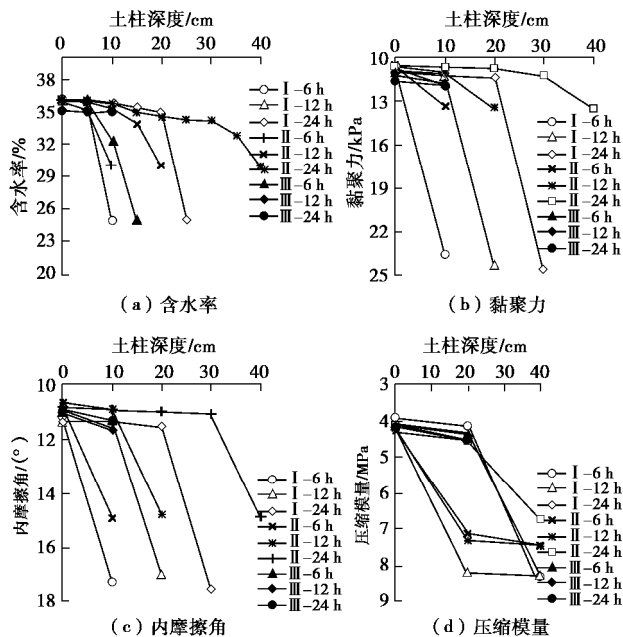 土柱深度/cm
0 10 20 30 40
38
35
32
29
26
23
20
含水率/%
Ⅰ–6 h
Ⅰ–12 h
Ⅰ–24 h
Ⅱ–6 h
Ⅱ–12 h
Ⅱ–24 h
Ⅲ–6 h
Ⅲ–12 h
Ⅲ–24 h
(a)含水率
土柱深度/cm
0 10 20 30 40
10
13
16
19
22
25
黏聚力/kPa
Ⅰ–6 h
Ⅰ–12 h
Ⅰ–24 h
Ⅱ–6 h
Ⅱ–12 h
Ⅱ–24 h
Ⅲ–6 h
Ⅲ–12 h
Ⅲ–24 h
(b)黏聚力
土柱深度/cm
0 10 20 30 40
10
12
14
16
18
内摩擦角/(°)
Ⅰ–6 h
Ⅰ–12 h
Ⅰ–24 h
Ⅱ–6 h
Ⅱ–12 h
Ⅱ–24 h
Ⅲ–6 h
Ⅲ–12 h
Ⅲ–24 h
(c)内摩擦角
土柱深度/cm
0 20 40 60
3
4
5
6
7
8
9
压缩模量/MPa
Ⅰ–6 h
Ⅰ–12 h
Ⅰ–24 h
Ⅱ–6 h
Ⅱ–12 h
Ⅱ–24 h
Ⅲ–6 h
Ⅲ–12 h
Ⅲ–24 h
(d)压缩模量